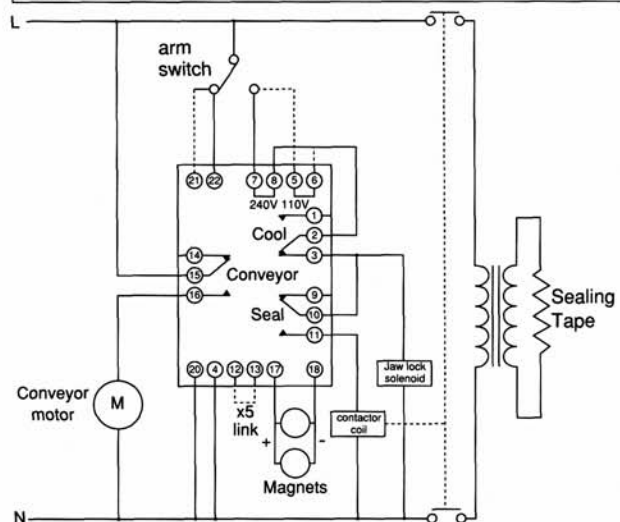 L
arm
switch
21 22 7 8 5 6
240V 110V
1
Cool 2
3
14
15 Conveyor
16
9
Seal 10
11
20 4 12 13 17 18
x5
link
+ -
Magnets
Conveyor
motor
M
Jaw lock
solenoid
contactor
coil
Sealing
Tape
N